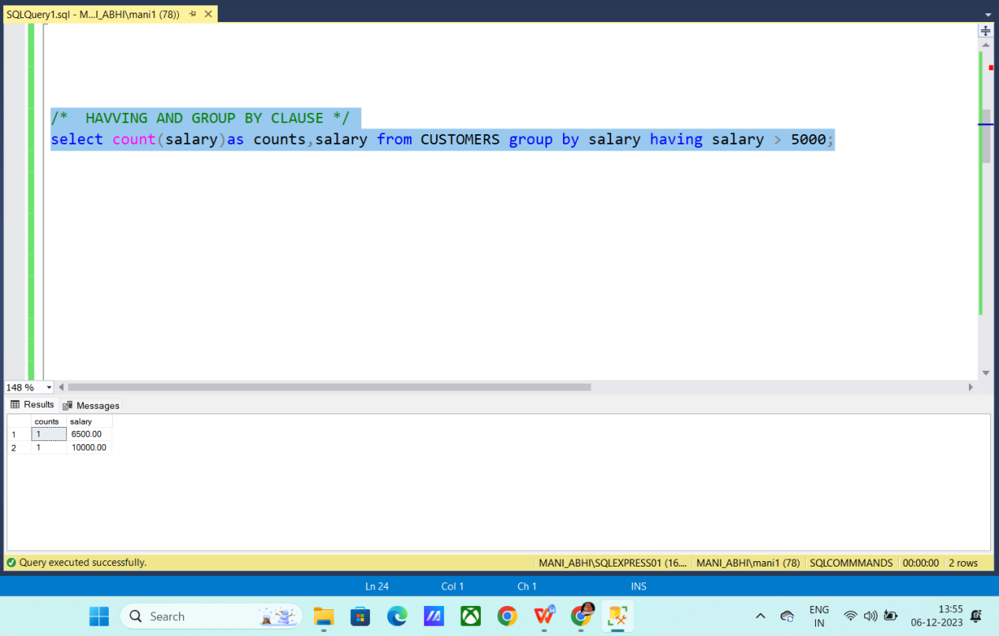 SQLQuery1.sql - M...I_ABHI\mani1 (78))
/*  HAVVING AND GROUP BY CLAUSE */
select count(salary)as counts,salary from CUSTOMERS group by salary having salary > 5000;
148 %
Results Messages
counts salary
1 1 6500.00
2 1 10000.00
Query executed successfully. MANI_ABHI\SQLEXPRESS01 (16.... MANI_ABHI\mani1 (78) SQLCOMMMANDS 00:00:00 2 rows
Ln 24 Col 1 Ch 1 INS
Search
ENG
IN
13:55
06-12-2023